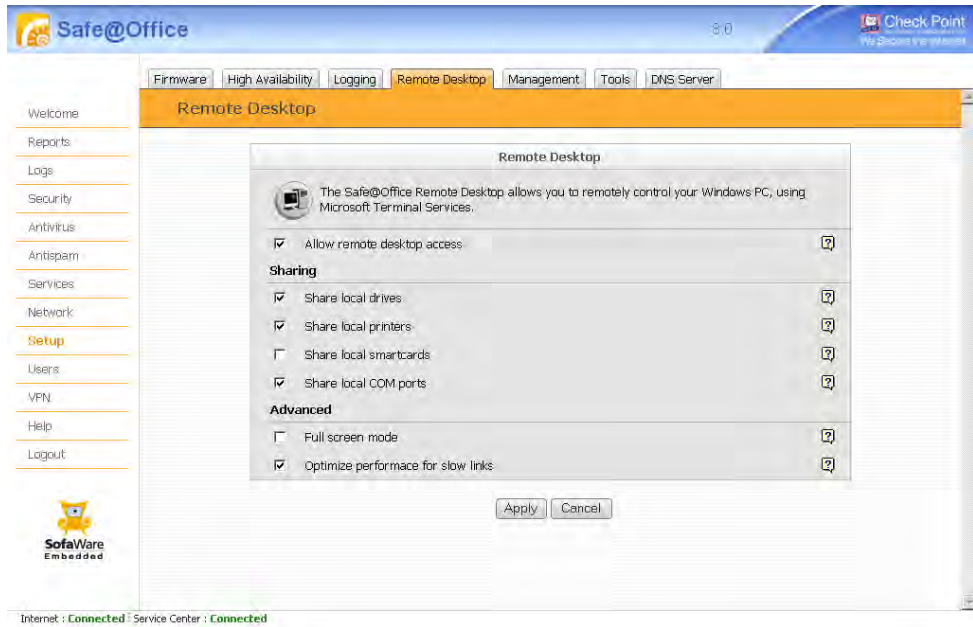 Safe@Office
8.0
Check Point
We Secure the Internet
Firmware
High Availability
Logging
Remote Desktop
Management
Tools
DNS Server
Remote Desktop
Welcome
Reports
Logs
Security
Antivirus
Antispam
Services
Network
Setup
Users
VPN
Help
Logout
SofaWare
Embedded
Remote Desktop
The Safe@Office Remote Desktop allows you to remotely control your Windows PC, using
Microsoft Terminal Services.
Allow remote desktop access
Sharing
Share local drives
Share local printers
Share local smartcards
Share local COM ports
Advanced
Full screen mode
Optimize performace for slow links
Apply
Cancel
Internet : Connected
Service Center : Connected